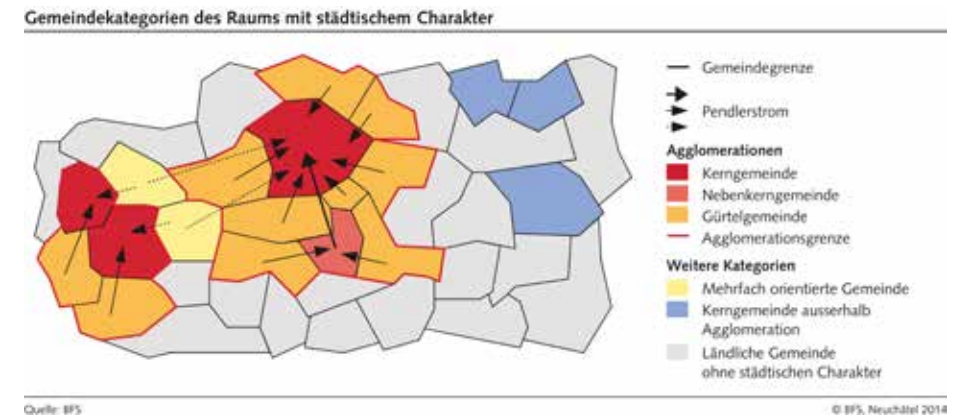 Gemeindekategorien des Raums mit städtischem Charakter
Gemeindegrenze
Pendlerstrom
Agglomerationen
Kerngemeinde
Nebenkerngemeinde
Gürtelgemeinde
Agglomerationsgrenze
Weitere Kategorien
Mehrfach orientierte Gemeinde
Kerngemeinde ausserhalb
Agglomeration
Ländliche Gemeinde
ohne städtischen Charakter
Quelle: BFS
© BFS, Neuchâtel 2014